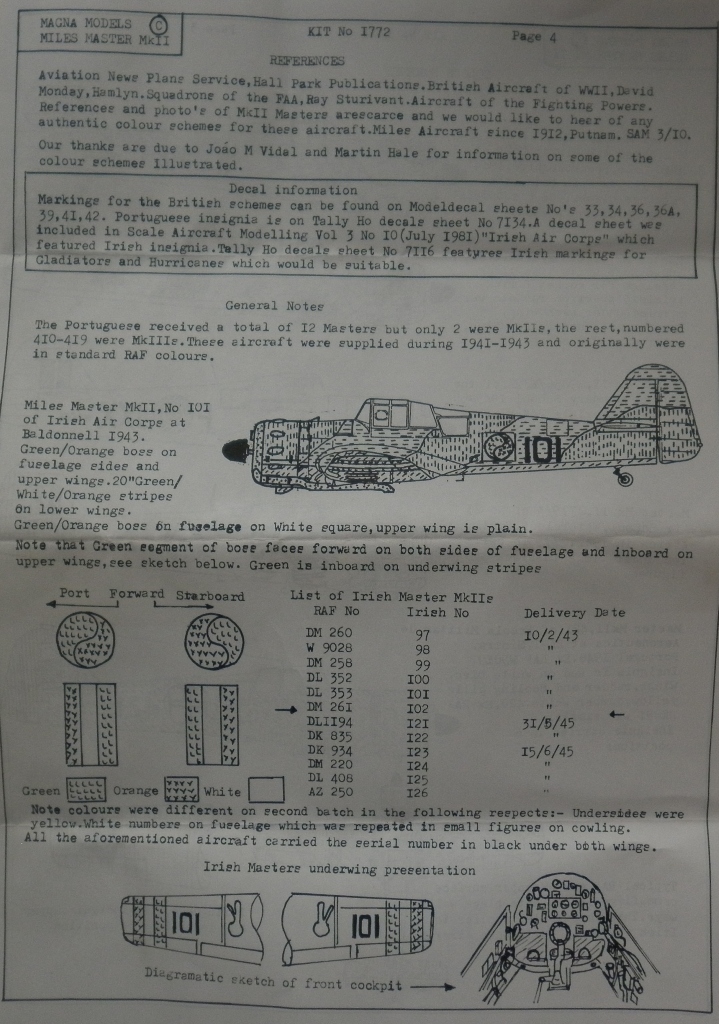 MAGNA MODELS ©
MILES MASTER MkII
KIT No I772
Page 4
REFERENCES
Aviation News Plans Service,Hall Park Publications.British Aircraft of WWII,David
Monday,Hamlyn.Squadrons of the FAA,Ray Sturivant.Aircraft of the Fighting Powers.
References and photo's of MkII Masters arescarce and we would like to hear of any
authentic colour schemes for these aircraft.Miles Aircraft since I9I2,Putnam. SAM 3/I0.
Our thanks are due to João M Vidal and Martin Hale for information on some of the
colour schemes Illustrated.
Decal information
Markings for the British schemes can be found on Modeldecal sheets No's 33,34,36,36A,
39,4I,42. Portuguese insignia is on Tally Ho decals sheet No 7I34.A decal sheet was
included in Scale Aircraft Modelling Vol 3 No I0(July I98I)"Irish Air Corps" which
featured Irish insignia.Tally Ho decals sheet No 7II6 features Irish markings for
Gladiators and Hurricanes which would be suitable.
General Notes
The Portuguese received a total of I2 Masters but only 2 were MkIIs,the rest,numbered
4I0-4I9 were MkIIIs.These aircraft were supplied during I94I-I943 and originally were
in standard RAF colours.
Miles Master MkII,No I0I
of Irish Air Corps at
Baldonnell I943.
Green/Orange boss on
fuselage sides and
upper wings.20"Green/
White/Orange stripes
on lower wings.
101
Green/Orange boss on fuselage on White square,upper wing is plain.
Note that Green segment of boss faces forward on both sides of fuselage and inboard on
upper wings,see sketch below. Green is inboard on underwing stripes
Port Forward Starboard
List of Irish Master MkIIs
RAF No Irish No Delivery Date
DM 260 97 I0/2/43
W 9028 98 "
DM 258 99 "
DL 352 I00 "
DL 353 I0I "
DM 26I I02 "
DLII94 I2I 3I/5/45
DK 835 I22 "
DK 934 I23 I5/6/45
DM 220 I24 "
DL 408 I25 "
AZ 250 I26 "
Green Orange White
Note colours were different on second batch in the following respects:- Undersides were
yellow.White numbers on fuselage which was repeated in small figures on cowling.
All the aforementioned aircraft carried the serial number in black under both wings.
Irish Masters underwing presentation
101
101
Diagramatic sketch of front cockpit